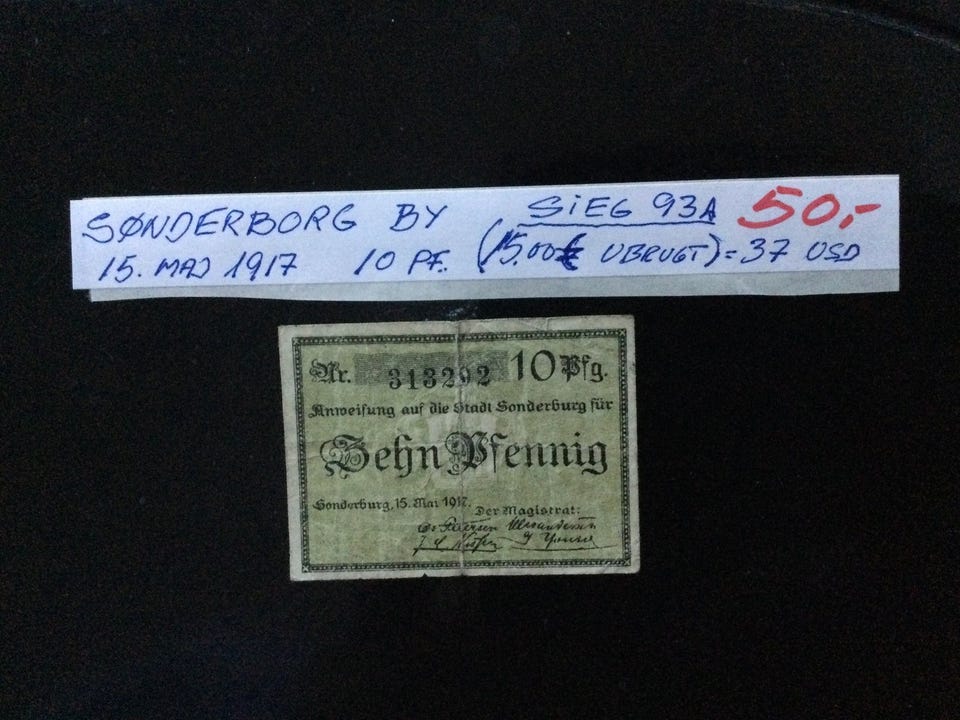 SØNDERBORG BY SIEG 93A 50,-
15. MAJ 1917 10 PF. (15.00€ UBRUGT) = 37 USD
Nr. 313292 10 Pfg.
Anweisung auf die Stadt Sonderburg für
Zehn Pfennig
Sonderburg, 15. Mai 1917. Der Magistrat: